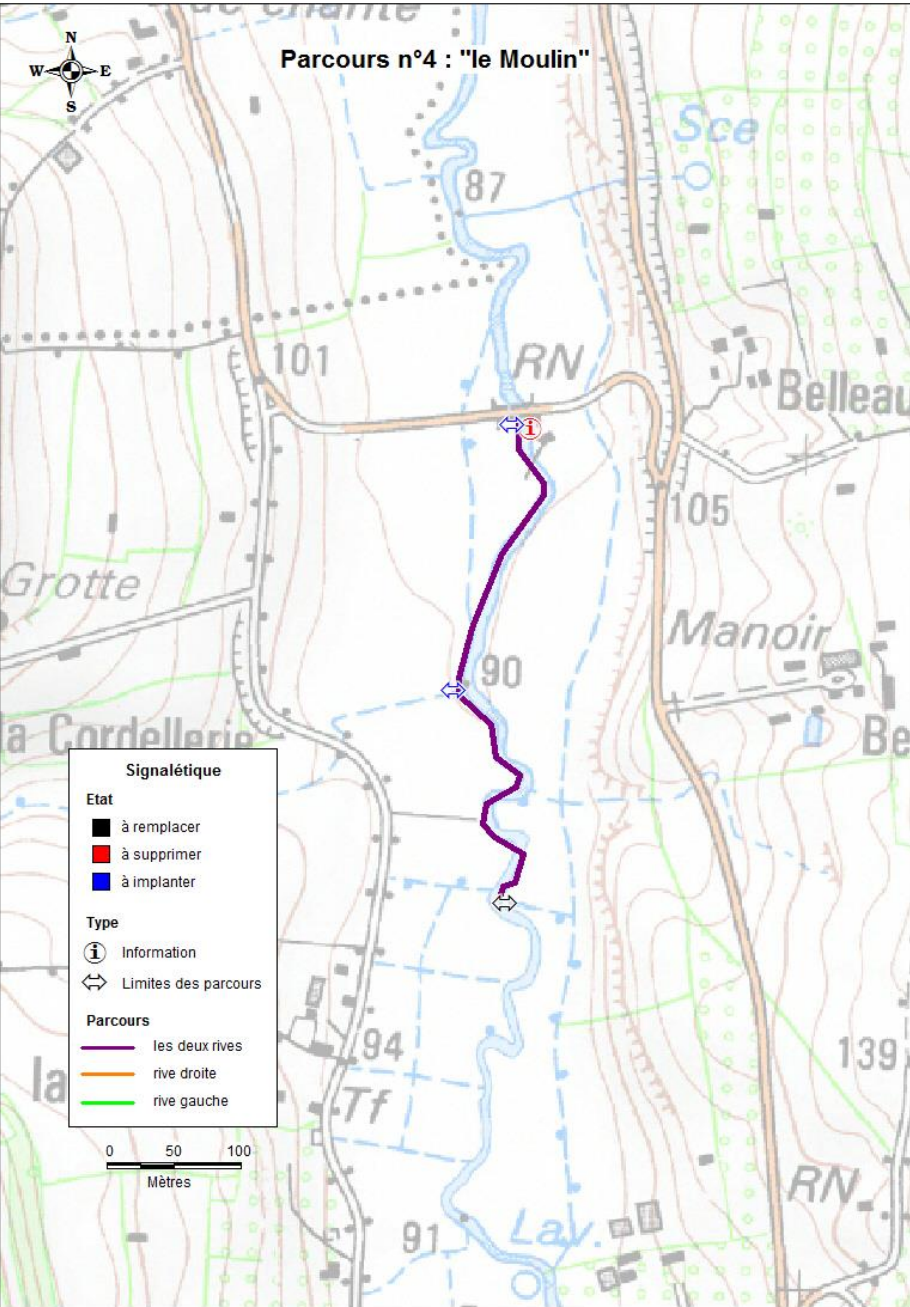 de chante
N
W E
S
Parcours n°4 : "le Moulin"
Sce
87
RN
101
Belleau
105
Grotte
Manoir
90
la Cordellerie
Be
Signalétique
Etat
à remplacer
à supprimer
à implanter
Type
i Information
Limites des parcours
Parcours
les deux rives
rive droite
rive gauche
94
139
la
Tf
0 50 100
Mètres
RN
91
Lav.